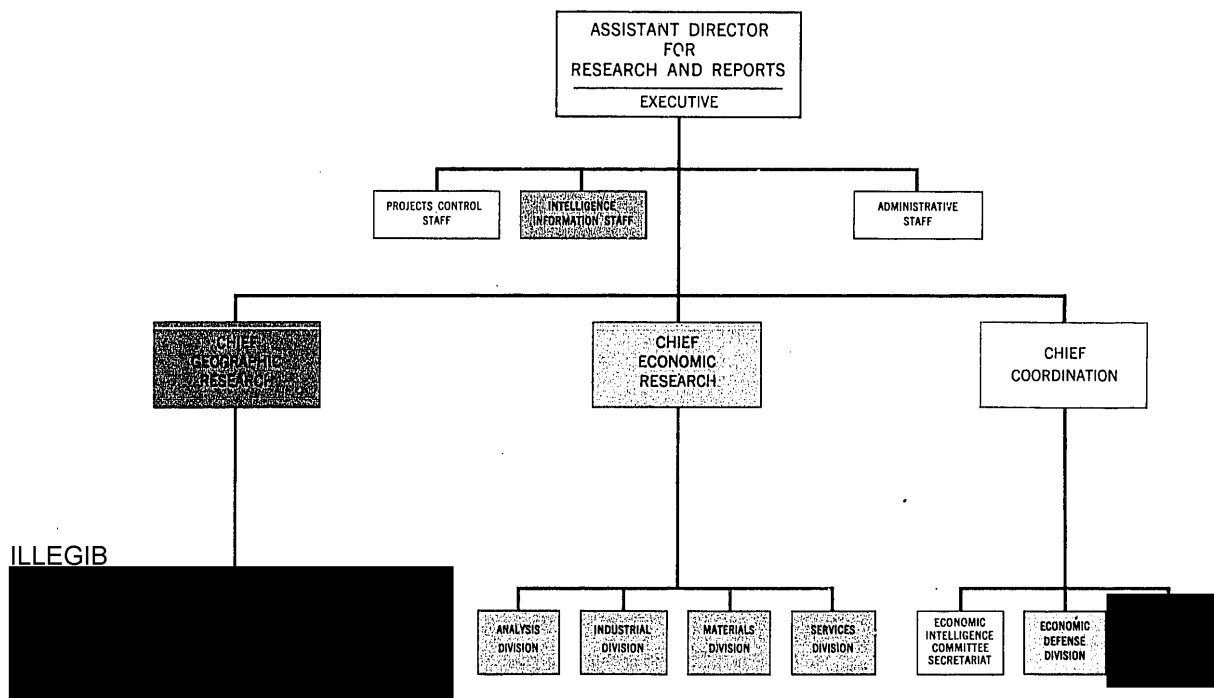 ASSISTANT DIRECTOR
FOR
RESEARCH AND REPORTS
EXECUTIVE
PROJECTS CONTROL
STAFF
INTELLIGENCE
INFORMATION STAFF
ADMINISTRATIVE
STAFF
CHIEF
GEOGRAPHIC
RESEARCH
CHIEF
ECONOMIC
RESEARCH
CHIEF
COORDINATION
ILLEGIB
ANALYSIS
DIVISION
INDUSTRIAL
DIVISION
MATERIALS
DIVISION
SERVICES
DIVISION
ECONOMIC
INTELLIGENCE
COMMITTEE
SECRETARIAT
ECONOMIC
DEFENSE
DIVISION